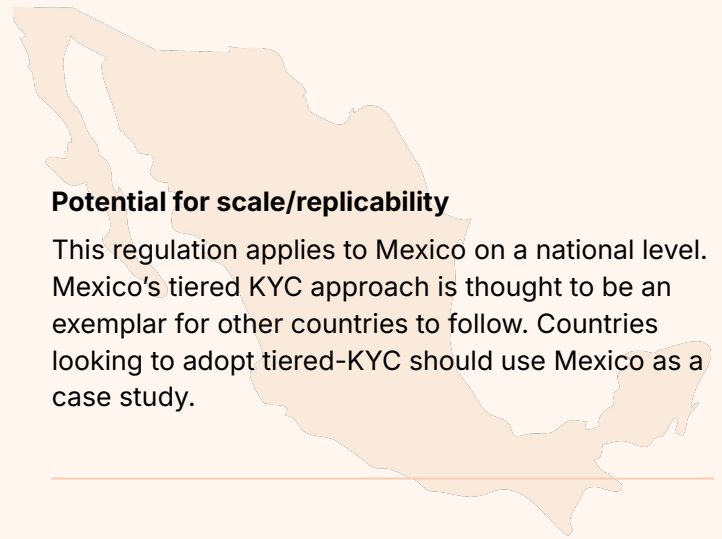 Potential for scale/replicability
This regulation applies to Mexico on a national level.
Mexico’s tiered KYC approach is thought to be an
exemplar for other countries to follow. Countries
looking to adopt tiered-KYC should use Mexico as a
case study.